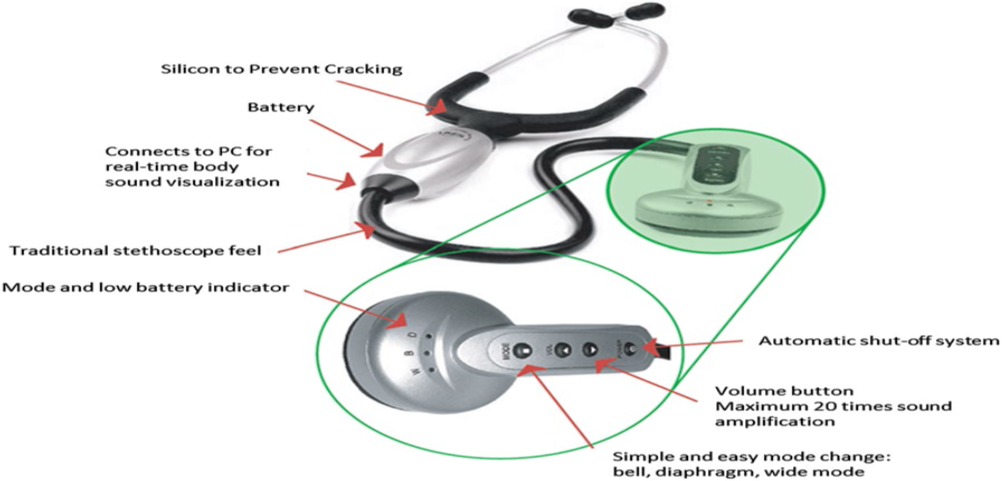 Silicon to Prevent Cracking
Battery
Connects to PC for
real-time body
sound visualization
Traditional stethoscope feel
Mode and low battery indicator
D
B
W
MODE
VOL
POWER
Automatic shut-off system
Volume button
Maximum 20 times sound
amplification
Simple and easy mode change:
bell, diaphragm, wide mode